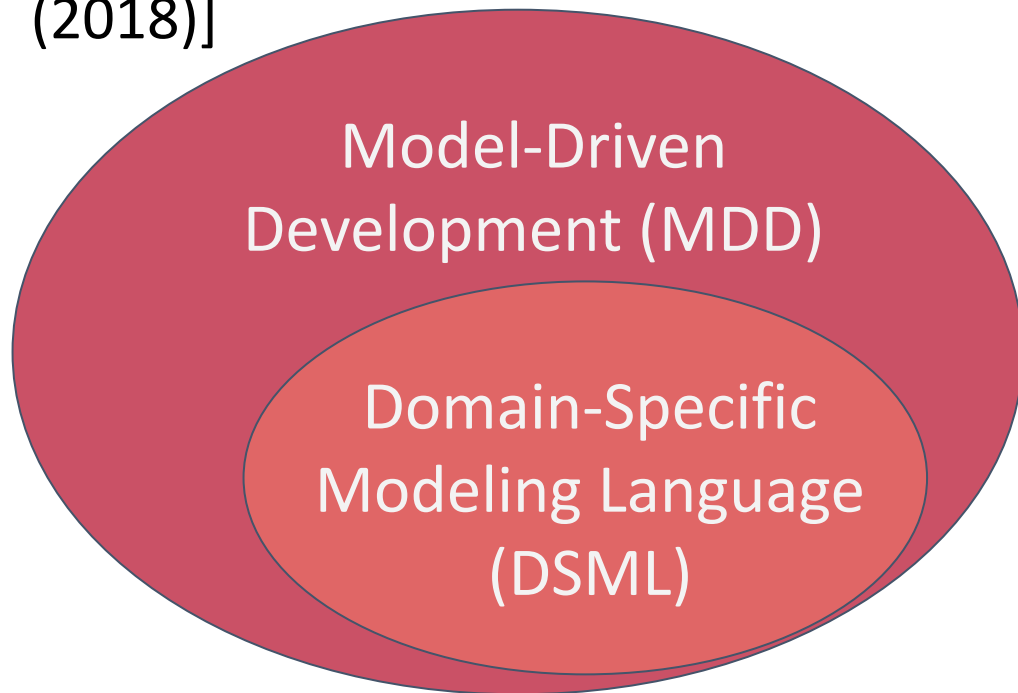 (2018)]
Model-Driven
Development (MDD)
Domain-Specific
Modeling Language
(DSML)